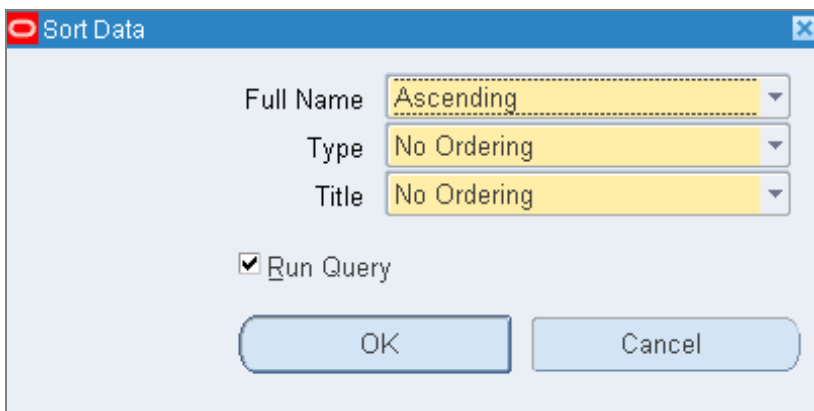 Sort Data
Full Name Ascending
Type No Ordering
Title No Ordering
Run Query
OK Cancel